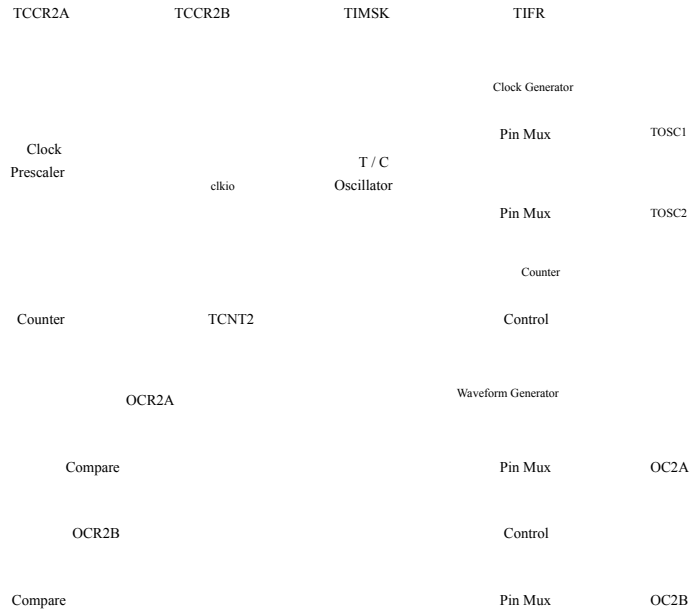 TCCR2A TCCR2B TIMSK TIFR
Clock Generator
Pin Mux TOSC1
Clock
Prescaler
T / C
Oscillator
clkio
Pin Mux TOSC2
Counter
Counter TCNT2 Control
OCR2A
Waveform Generator
Compare Pin Mux OC2A
OCR2B Control
Compare Pin Mux OC2B